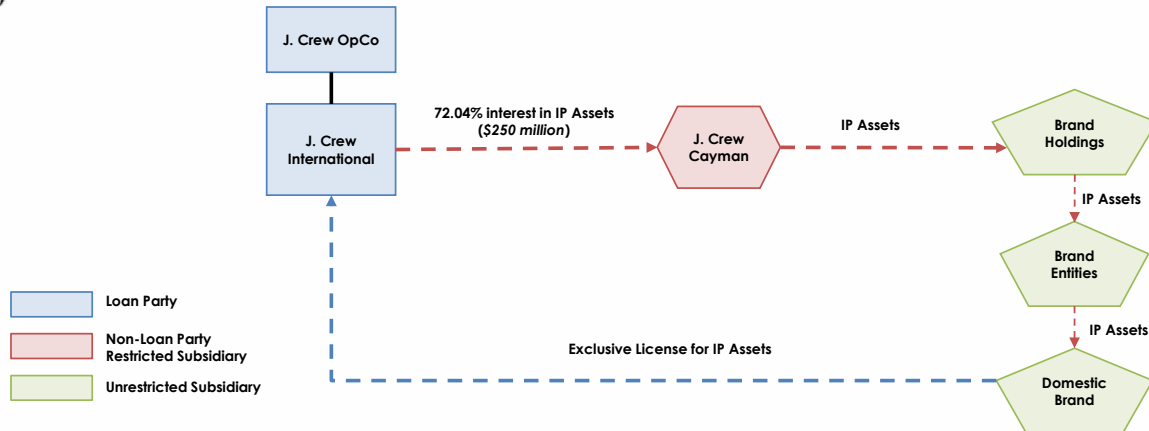 J. Crew OpCo
J. Crew
International
72.04% interest in IP Assets
($250 million)
J. Crew
Cayman
IP Assets
Brand
Holdings
IP Assets
Brand
Entities
IP Assets
Domestic
Brand
Exclusive License for IP Assets
Loan Party
Non-Loan Party
Restricted Subsidiary
Unrestricted Subsidiary